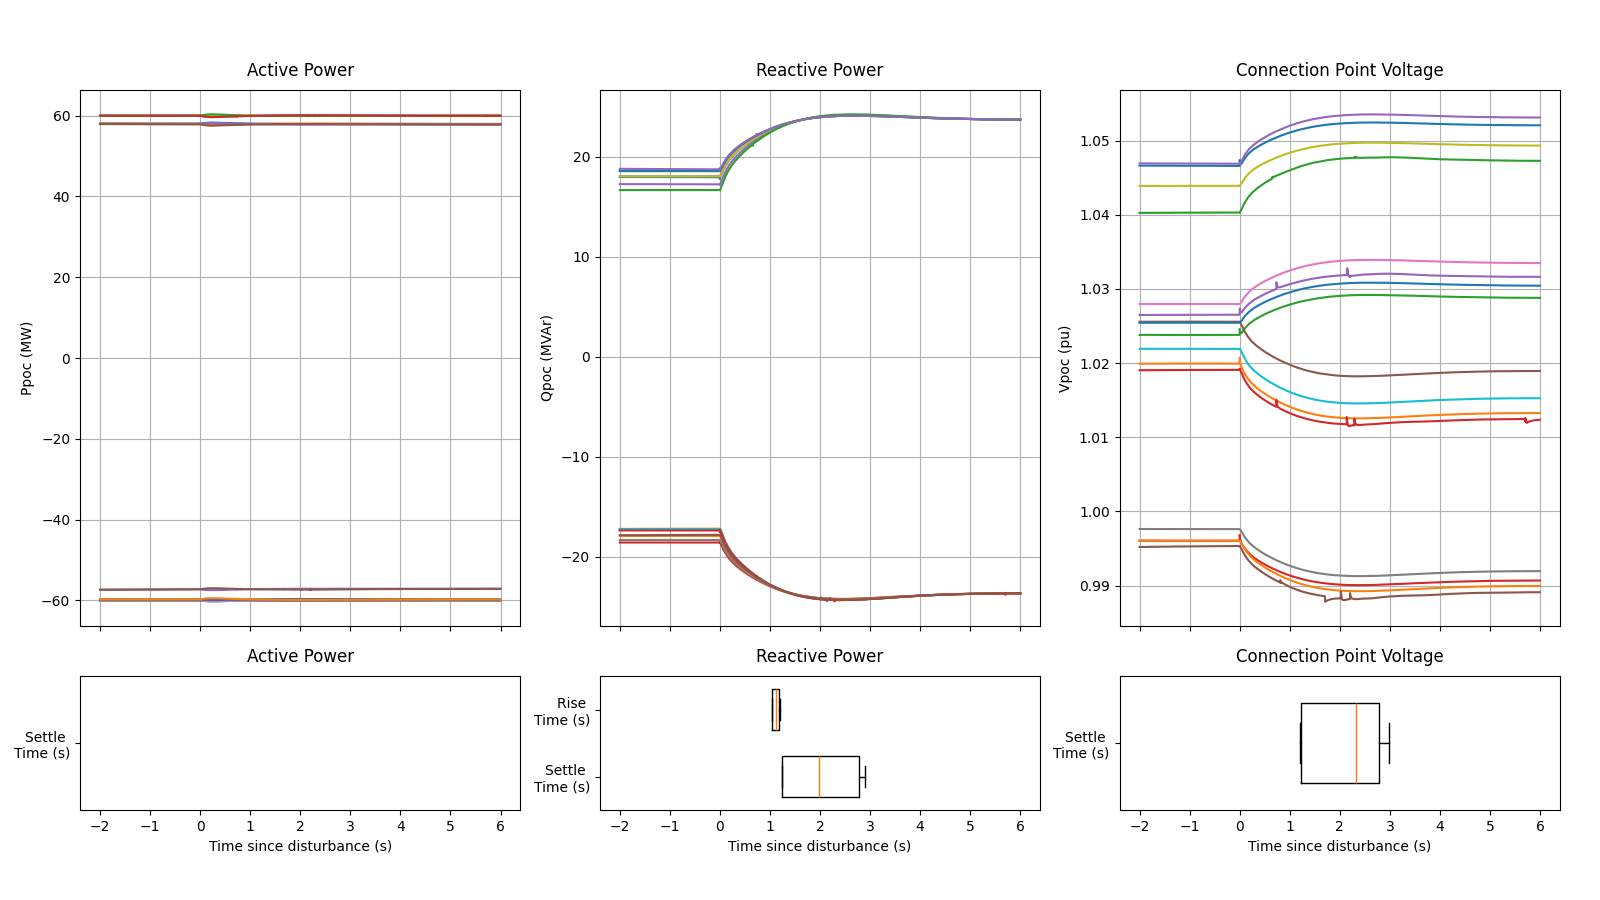 Active Power
Reactive Power
Connection Point Voltage
Ppoc (MW)
60
40
20
0
−20
−40
−60
Qpoc (MVAr)
20
10
0
−10
−20
Vpoc (pu)
1.05
1.04
1.03
1.02
1.01
1.00
0.99
Active Power
Reactive Power
Connection Point Voltage
Settle
Time (s)
Rise
Time (s)
Settle
Time (s)
Settle
Time (s)
−2 −1 0 1 2 3 4 5 6
−2 −1 0 1 2 3 4 5 6
−2 −1 0 1 2 3 4 5 6
Time since disturbance (s)
Time since disturbance (s)
Time since disturbance (s)